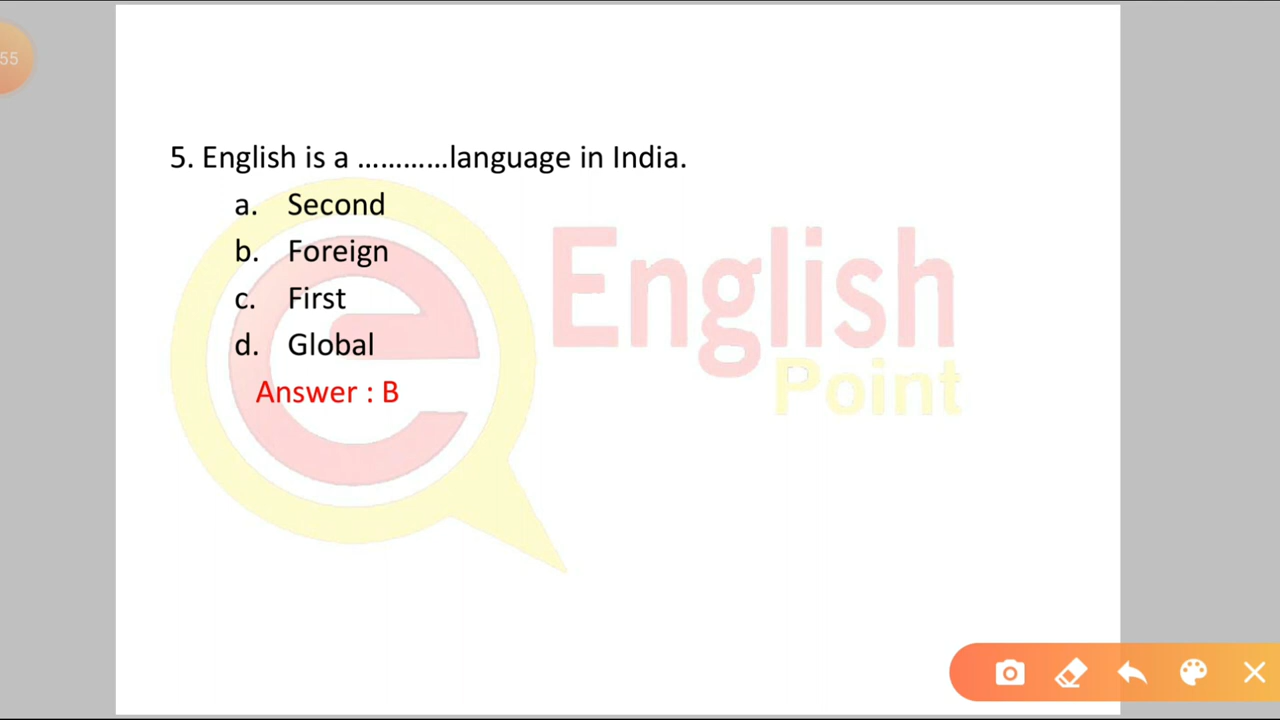 55
5. English is a …………language in India.
a. Second
b. Foreign
c. First
d. Global
Answer : B
English
Point